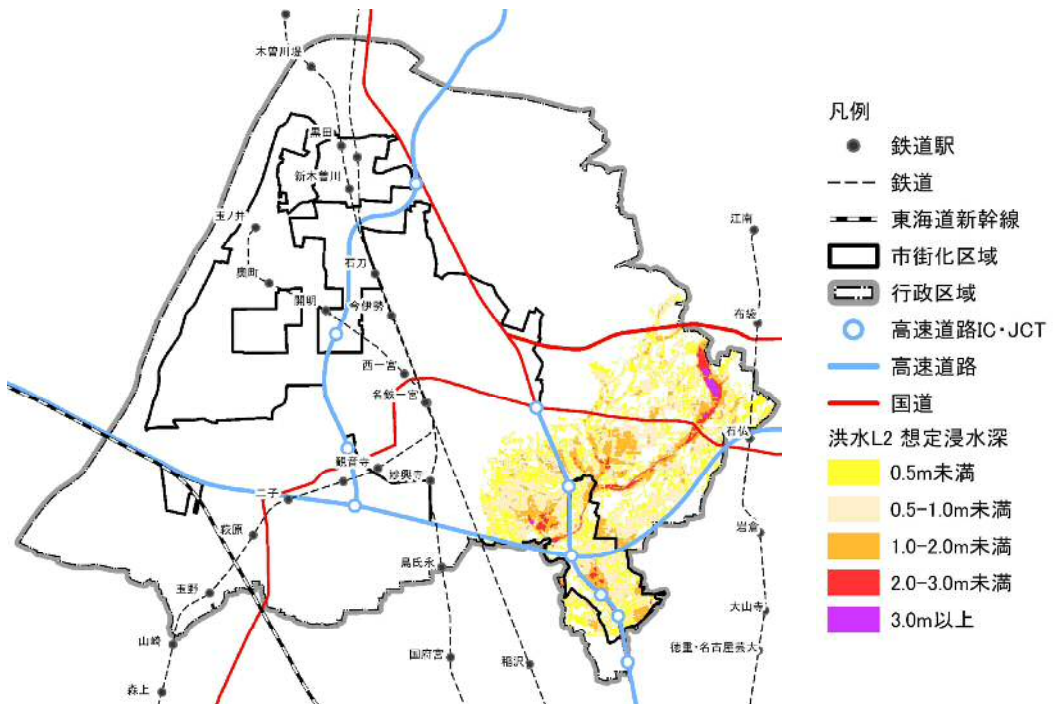 木曽川堤
黒田
新木曽川
玉ノ井
石刀
奥町
開明
今伊勢
西一宮
名鉄一宮
観音寺
妙興寺
二子
萩原
玉野
山崎
森上
島氏永
国府宮
稲沢
江南
布袋
石仏
岩倉
大山寺
徳重・名古屋芸大
凡例
鉄道駅
鉄道
東海道新幹線
市街化区域
行政区域
高速道路IC・JCT
高速道路
国道
洪水L2 想定浸水深
0.5m未満
0.5-1.0m未満
1.0-2.0m未満
2.0-3.0m未満
3.0m以上